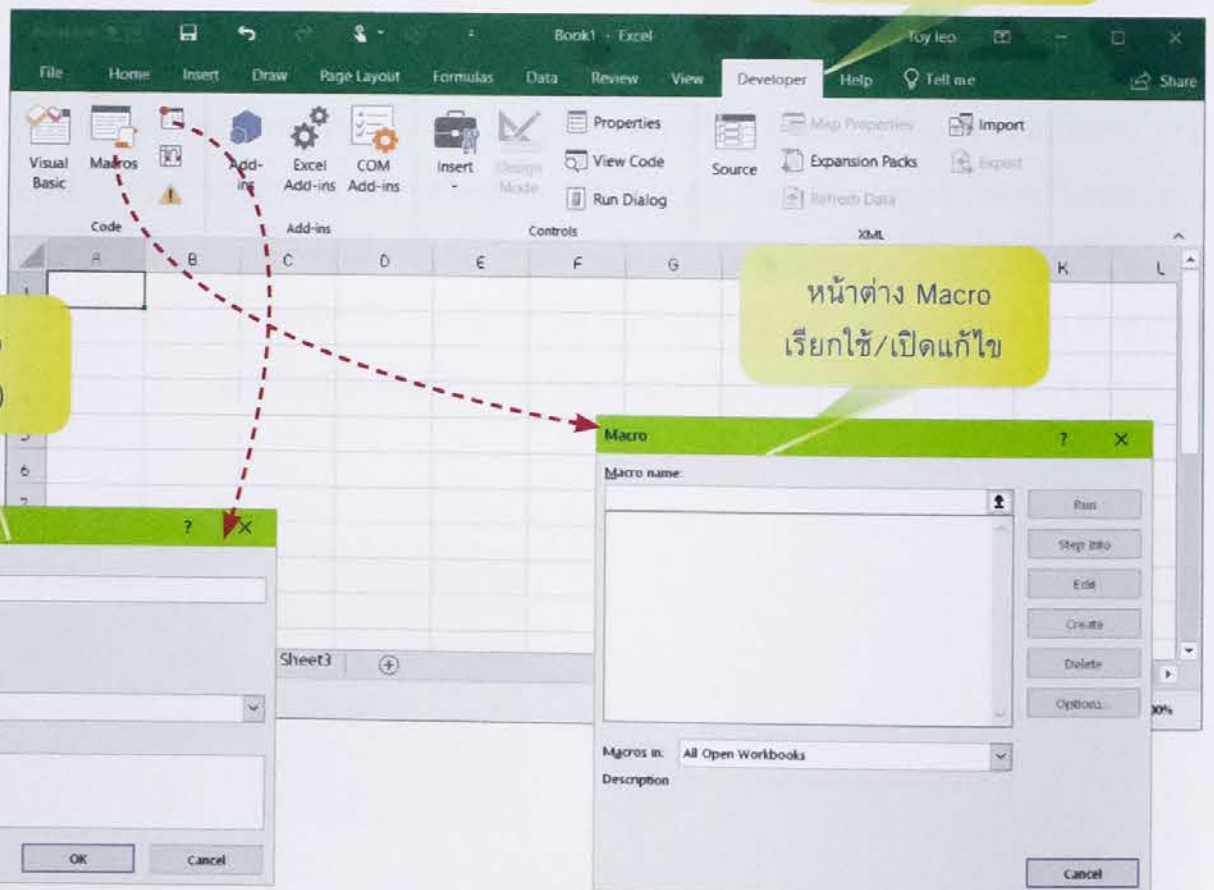 Book1 - Excel
Toy leo
File Home Insert Draw Page Layout Formulas Data Review View Developer Help Tell me Share
Visual Basic
Macros
Code
Add-ins
Excel Add-ins
COM Add-ins
Add-ins
Insert
Design Mode
Properties
View Code
Run Dialog
Controls
Source
Map Properties
Expansion Packs
Refresh Data
Import
Export
XML
A B C D E F G K L
หน้าต่าง Macro
เรียกใช้/เปิดแก้ไข
)
1
5
6
7
Macro ? X
Macro name:
Run
Step Into
Edit
Create
Delete
Options...
Macros in: All Open Workbooks
Description
Cancel
? X
Sheet3
OK Cancel